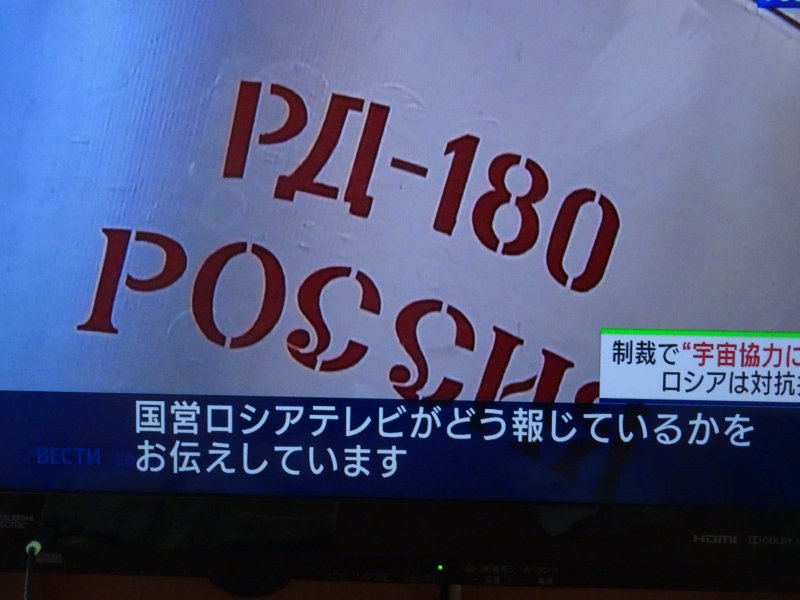 РД-180
РОССИЯ
制裁で“宇宙協力に
ロシアは対抗
国営ロシアテレビがどう報じているかを
お伝えしています
ВЕСТИ
HDMI
DOLBY